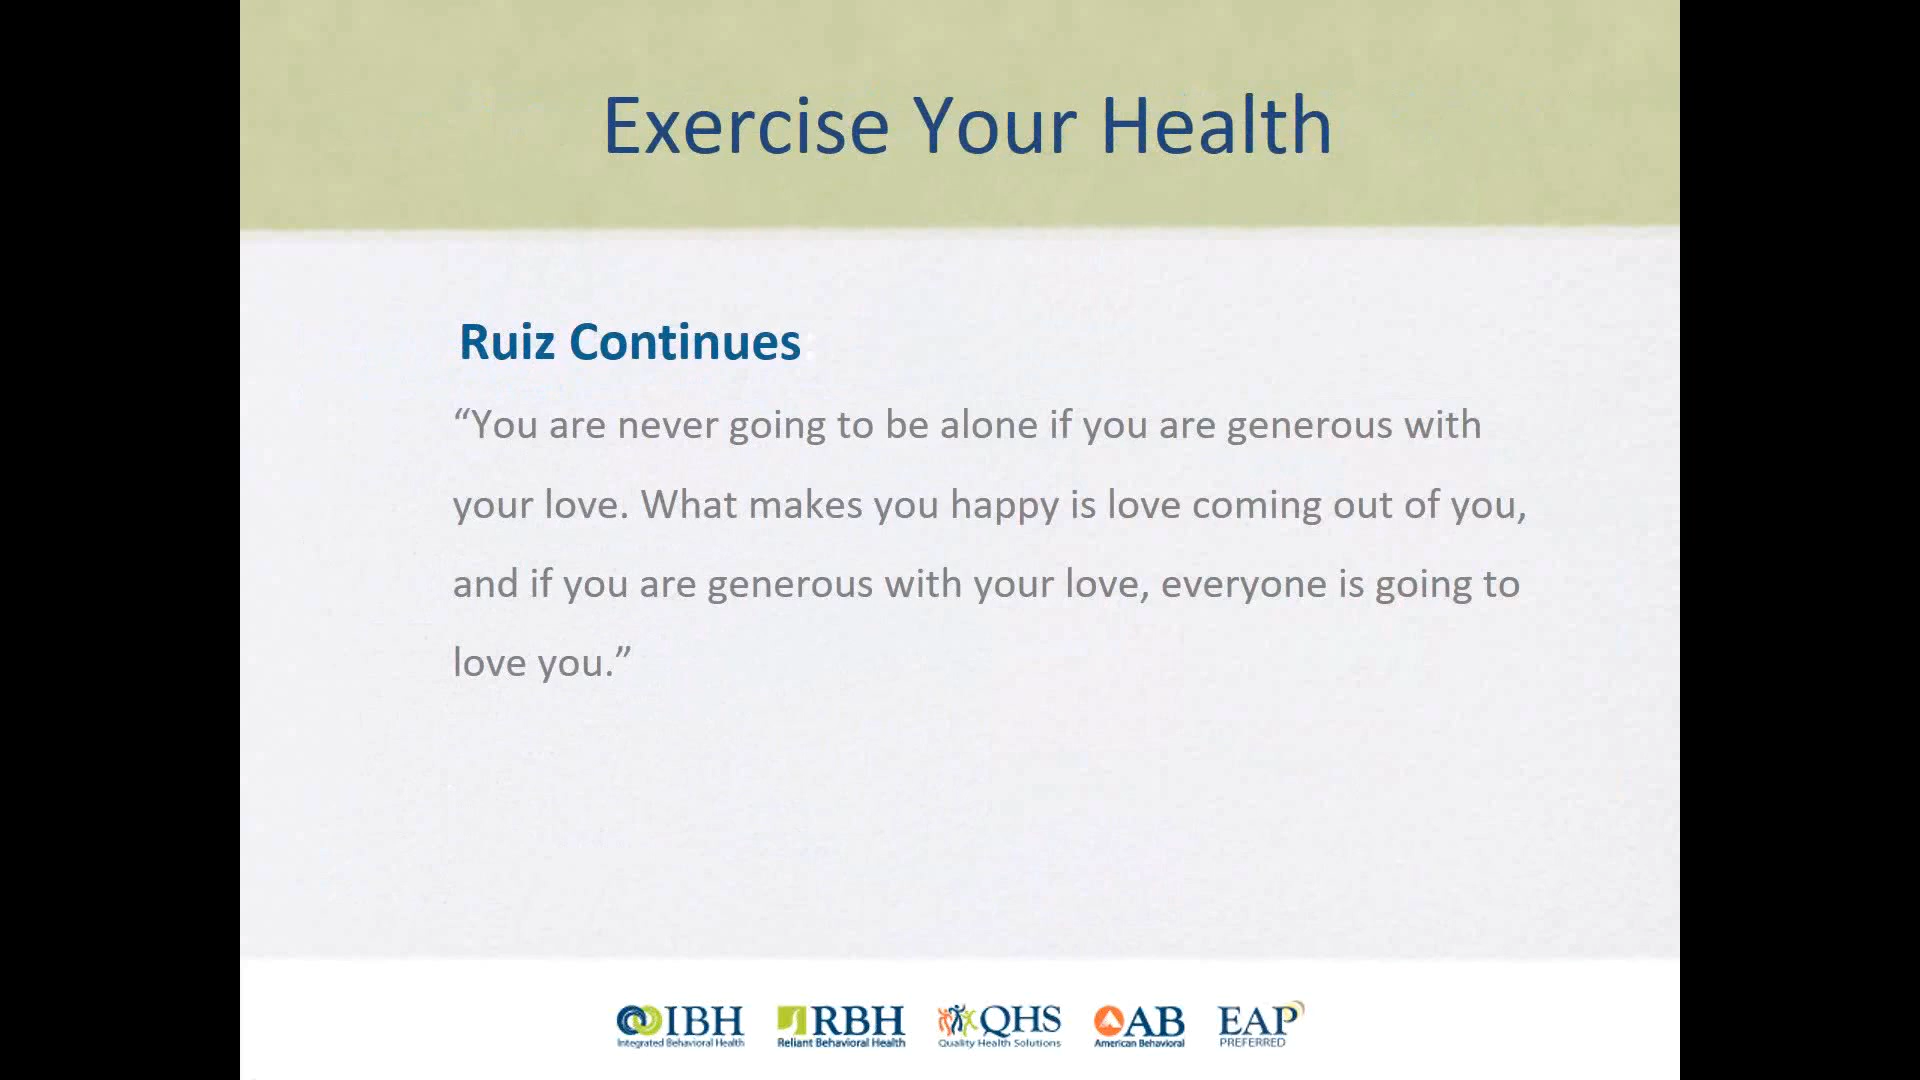 Exercise Your Health
Ruiz Continues
“You are never going to be alone if you are generous with
your love. What makes you happy is love coming out of you,
and if you are generous with your love, everyone is going to
love you.”
IBH
Integrated Behavioral Health
RBH
Reliant Behavioral Health
QHS
Quality Health Solutions
AB
American Behavioral
EAP
PREFERRED